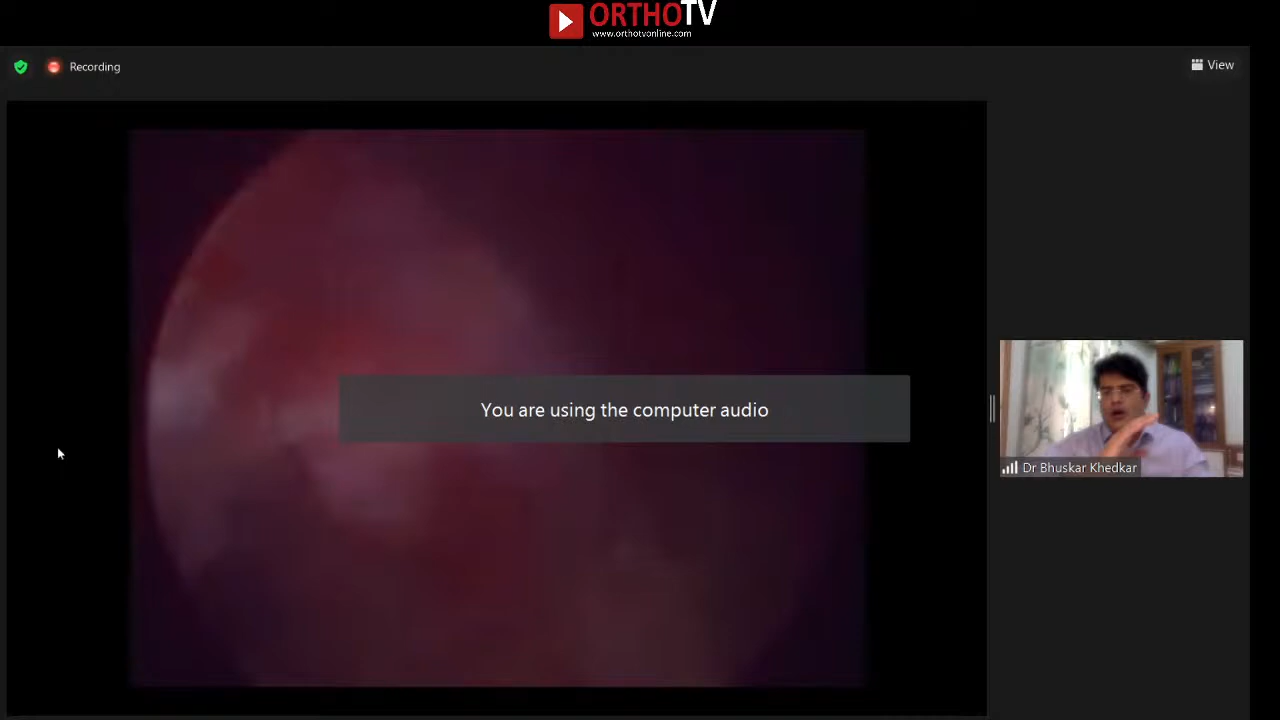 ORTHOTV
www.orthotvonline.com
Recording
View
You are using the computer audio
Dr Bhuskar Khedkar